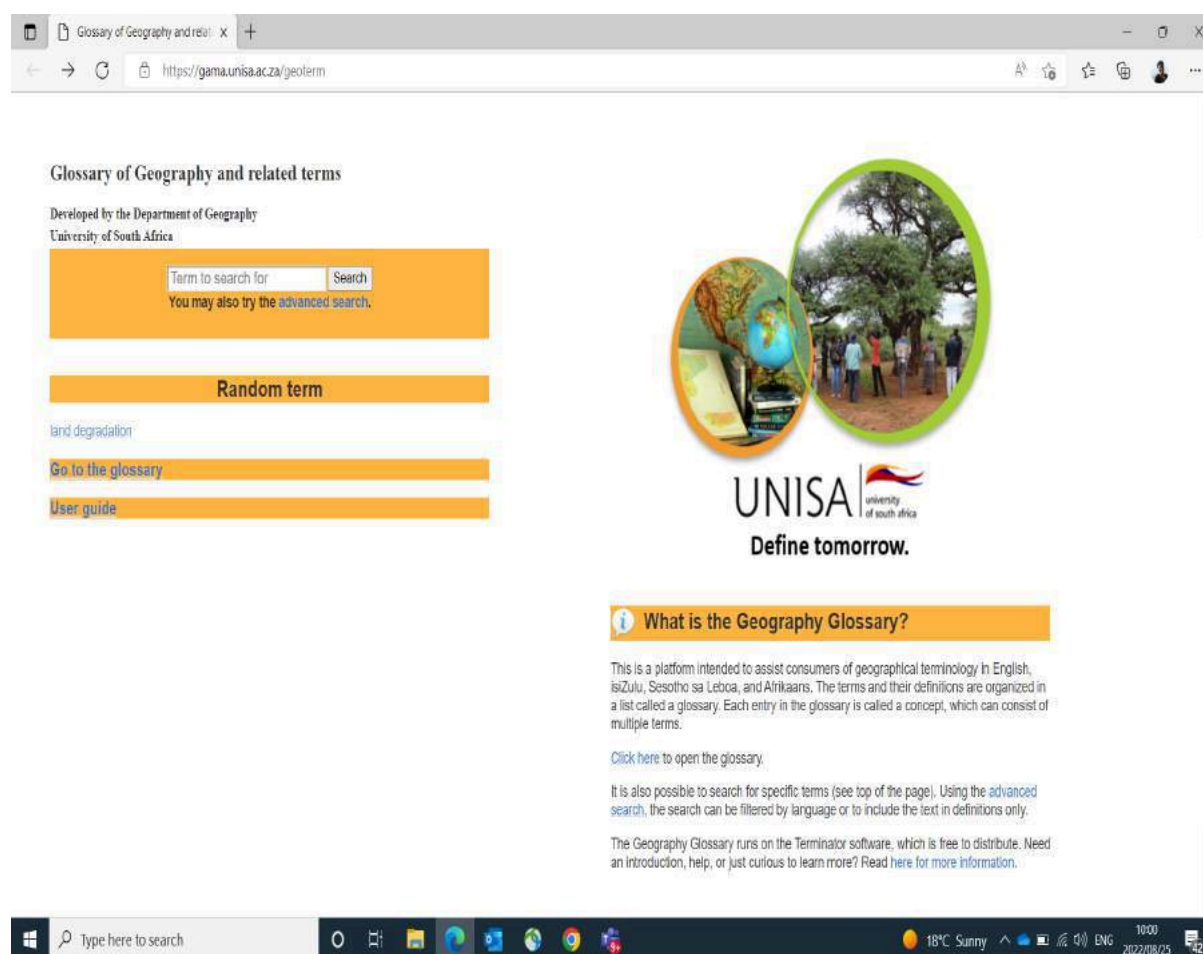 Glossary of Geography and relat
https://gama.unisa.ac.za/geoterm
Glossary of Geography and related terms
Developed by the Department of Geography
University of South Africa
Term to search for Search
You may also try the advanced search.
Random term
land degradation
Go to the glossary
User guide
UNISA university
of south africa
Define tomorrow.
What is the Geography Glossary?
This is a platform intended to assist consumers of geographical terminology in English,
isiZulu, Sesotho sa Leboa, and Afrikaans. The terms and their definitions are organized in
a list called a glossary. Each entry in the glossary is called a concept, which can consist of
multiple terms.
Click here to open the glossary.
It is also possible to search for specific terms (see top of the page). Using the advanced
search, the search can be filtered by language or to include the text in definitions only.
The Geography Glossary runs on the Terminator software, which is free to distribute. Need
an introduction, help, or just curious to learn more? Read here for more information.
Type here to search
18°C Sunny ENG 10:00
2022/08/25 42